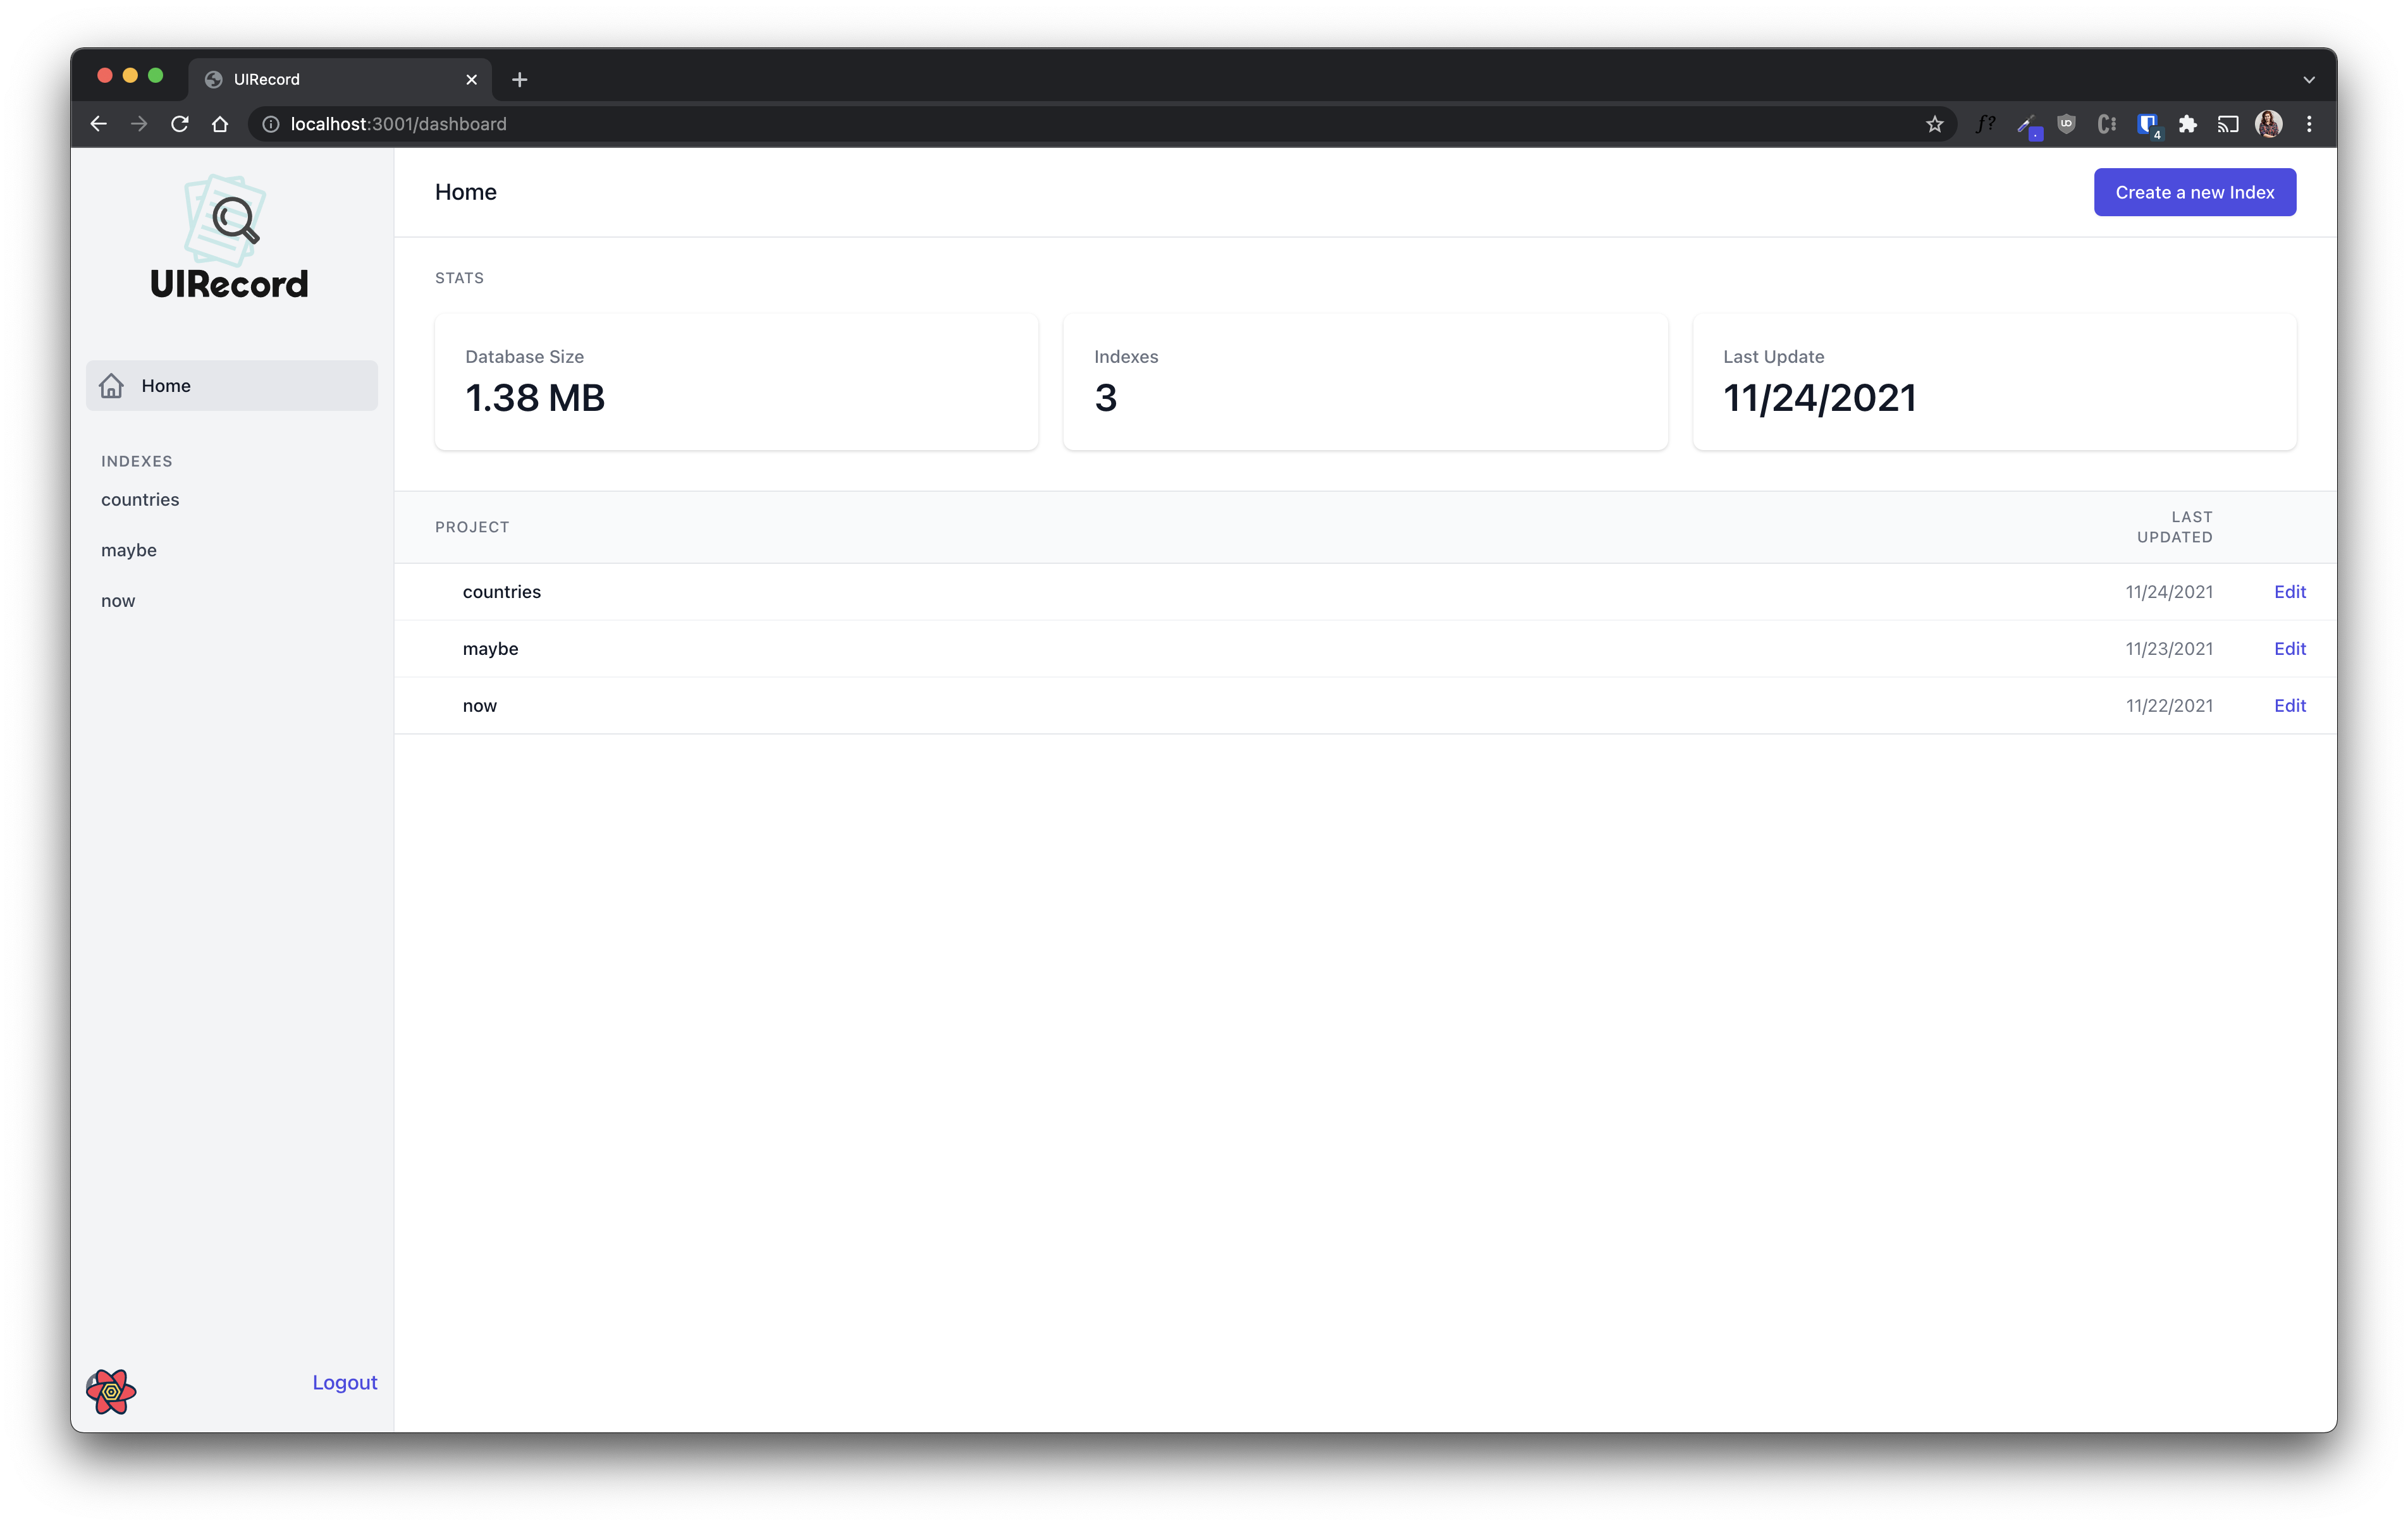 UIRecord
localhost:3001/dashboard
f?
4
UIRecord
Home
INDEXES
countries
maybe
now
Logout
Home
Create a new Index
STATS
Database Size
1.38 MB
Indexes
3
Last Update
11/24/2021
PROJECT
LAST
UPDATED
countries 11/24/2021 Edit
maybe 11/23/2021 Edit
now 11/22/2021 Edit